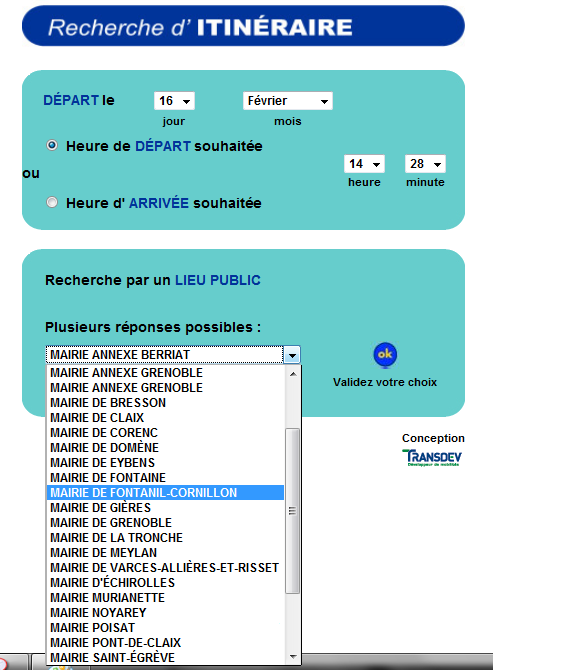 Recherche d' ITINÉRAIRE
DÉPART le
16
Février
jour
mois
Heure de DÉPART souhaitée
ou
14
28
heure
minute
Heure d' ARRIVÉE souhaitée
Recherche par un LIEU PUBLIC
Plusieurs réponses possibles :
MAIRIE ANNEXE BERRIAT
ok
Validez votre choix
MAIRIE ANNEXE GRENOBLE
MAIRIE ANNEXE GRENOBLE
MAIRIE DE BRESSON
MAIRIE DE CLAIX
MAIRIE DE CORENC
MAIRIE DE DOMÈNE
MAIRIE DE EYBENS
MAIRIE DE FONTAINE
MAIRIE DE FONTANIL-CORNILLON
MAIRIE DE GIÈRES
MAIRIE DE GRENOBLE
MAIRIE DE LA TRONCHE
MAIRIE DE MEYLAN
MAIRIE DE VARCES-ALLIÈRES-ET-RISSET
MAIRIE D'ÉCHIROLLES
MAIRIE MURIANETTE
MAIRIE NOYAREY
MAIRIE POISAT
MAIRIE PONT-DE-CLAIX
MAIRIE SAINT-ÉGRÈVE
Conception
TRANSDEV
Développeur de mobilité